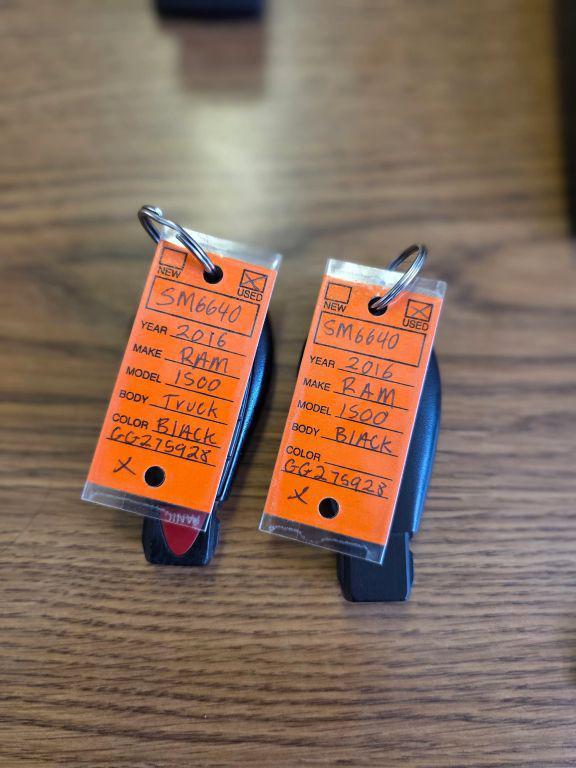 NEW USED
SM6640
YEAR 2016
MAKE RAM
MODEL 1500
BODY Truck
COLOR BlACK
GG275928
X
PANIC
NEW USED
SM6640
YEAR 2016
MAKE RAM
MODEL 1500
BODY BlACK
COLOR
GG275928
X